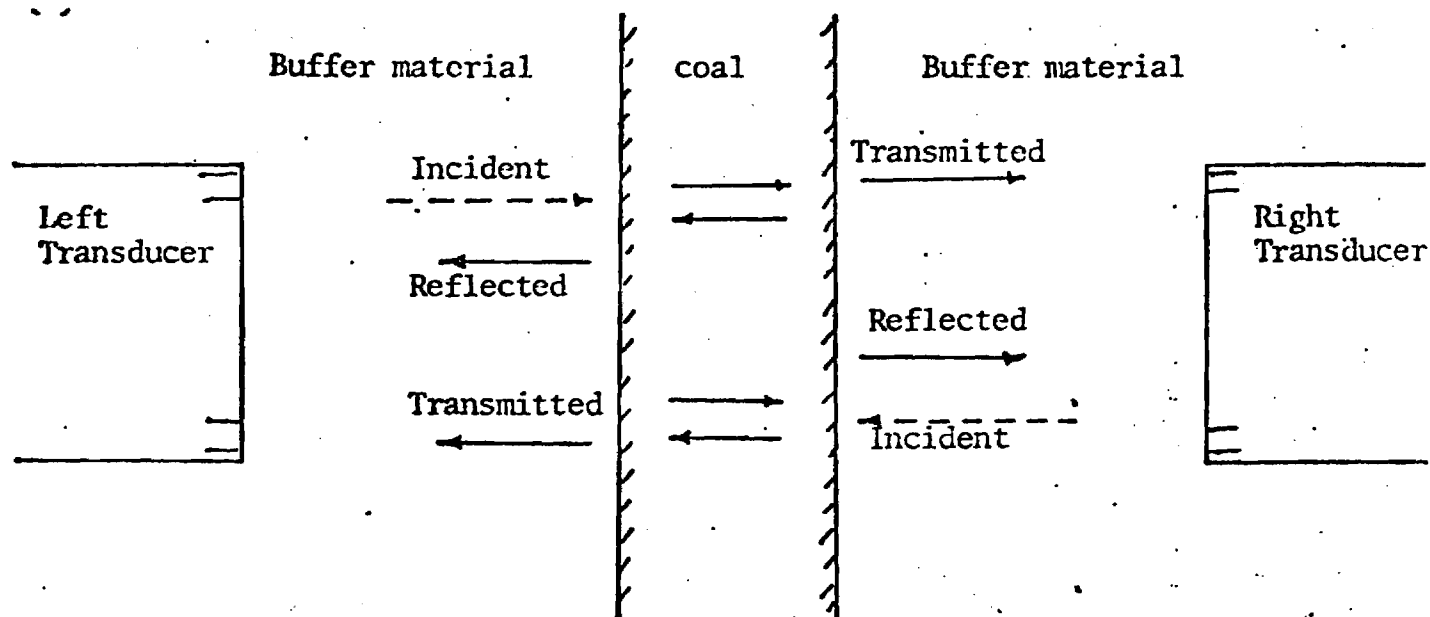 Buffer material
coal
Buffer material
Incident
Transmitted
Left
Transducer
Right
Transducer
Reflected
Reflected
Transmitted
Incident